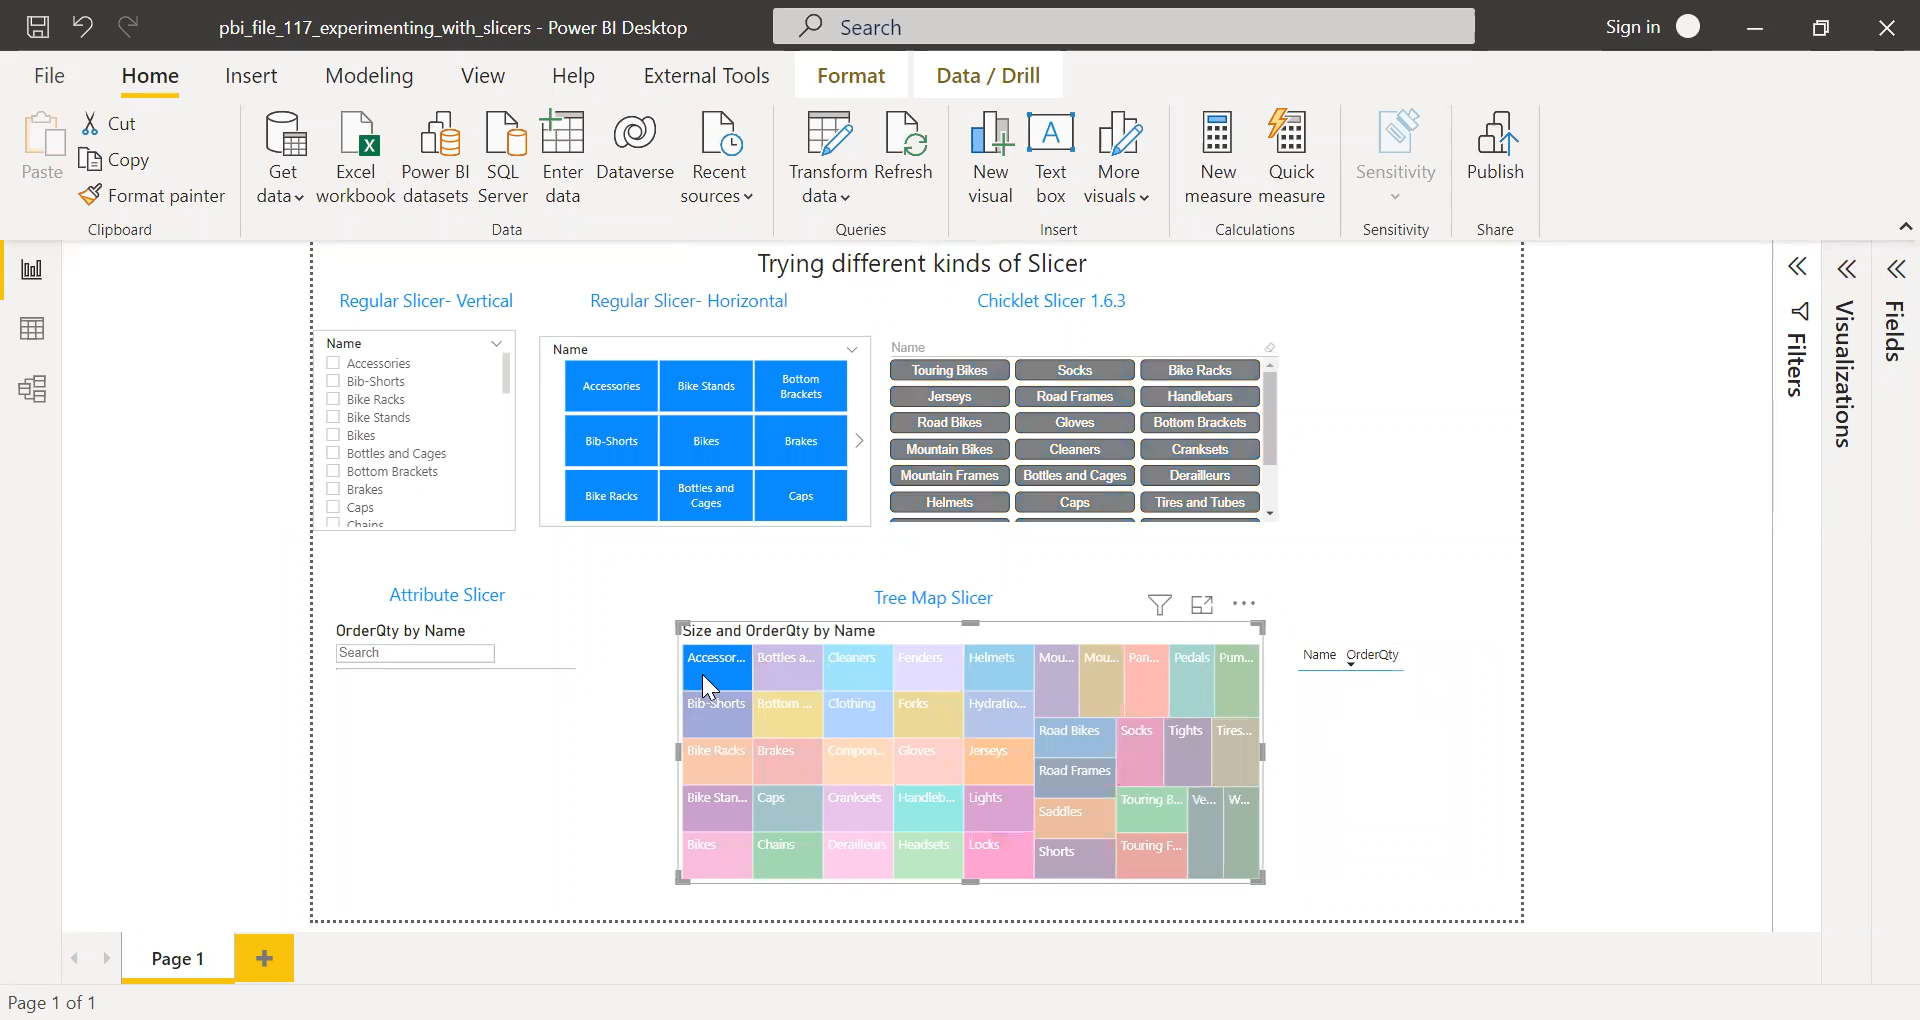 pbi_file_117_experimenting_with_slicers - Power BI Desktop
Search
Sign in
File Home Insert Modeling View Help External Tools Format Data / Drill
Paste
Cut
Copy
Format painter
Clipboard
Get data
Excel workbook
Power BI datasets
SQL Server
Enter data
Dataverse
Recent sources
Data
Transform data
Refresh
Queries
New visual
Text box
More visuals
Insert
New measure
Quick measure
Calculations
Sensitivity
Sensitivity
Publish
Share
Trying different kinds of Slicer
Regular Slicer- Vertical
Name
Accessories
Bib-Shorts
Bike Racks
Bike Stands
Bikes
Bottles and Cages
Bottom Brackets
Brakes
Caps
Chains
Regular Slicer- Horizontal
Name
Accessories Bike Stands Bottom Brackets
Bib-Shorts Bikes Brakes
Bike Racks Bottles and Cages Caps
Chicklet Slicer 1.6.3
Name
Touring Bikes Socks Bike Racks
Jerseys Road Frames Handlebars
Road Bikes Gloves Bottom Brackets
Mountain Bikes Cleaners Cranksets
Mountain Frames Bottles and Cages Derailleurs
Helmets Caps Tires and Tubes
Attribute Slicer
OrderQty by Name
Search
Tree Map Slicer
Size and OrderQty by Name
Accessor... Bottles a... Cleaners Fenders Helmets Mou... Mou... Pan... Pedals Pum...
Bib-Shorts Bottom ... Clothing Forks Hydratio...
Road Bikes Socks Tights Tires...
Bike Racks Brakes Compon... Gloves Jerseys
Road Frames
Bike Stan... Caps Cranksets Handleb... Lights
Touring B... Ve... W...
Saddles
Bikes Chains Derailleurs Headsets Locks
Shorts Touring F...
Name OrderQty
Filters
Visualizations
Fields
Page 1
Page 1 of 1